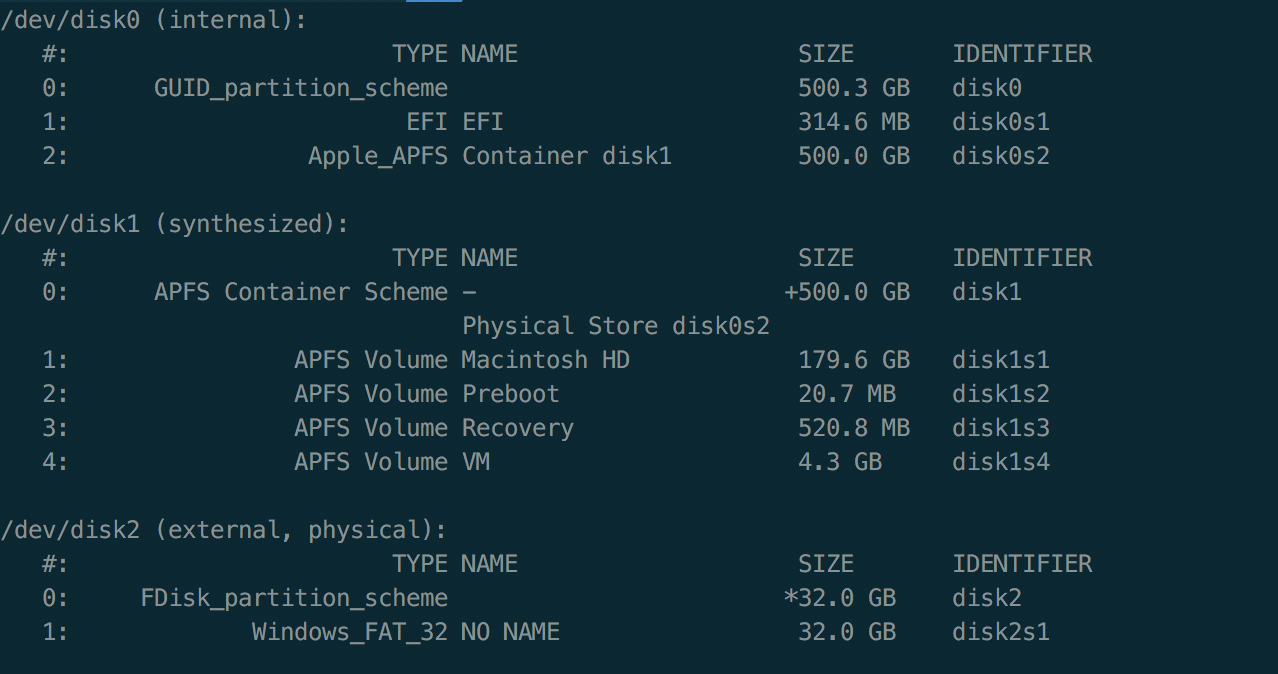 /dev/disk0 (internal):
   #:                       TYPE NAME                    SIZE       IDENTIFIER
   0:      GUID_partition_scheme                         500.3 GB   disk0
   1:                        EFI EFI                     314.6 MB   disk0s1
   2:                 Apple_APFS Container disk1         500.0 GB   disk0s2

/dev/disk1 (synthesized):
   #:                       TYPE NAME                    SIZE       IDENTIFIER
   0:      APFS Container Scheme -                      +500.0 GB   disk1
                                 Physical Store disk0s2
   1:                APFS Volume Macintosh HD            179.6 GB   disk1s1
   2:                APFS Volume Preboot                 20.7 MB    disk1s2
   3:                APFS Volume Recovery                520.8 MB   disk1s3
   4:                APFS Volume VM                      4.3 GB     disk1s4

/dev/disk2 (external, physical):
   #:                       TYPE NAME                    SIZE       IDENTIFIER
   0:     FDisk_partition_scheme                        *32.0 GB    disk2
   1:             Windows_FAT_32 NO NAME                 32.0 GB    disk2s1